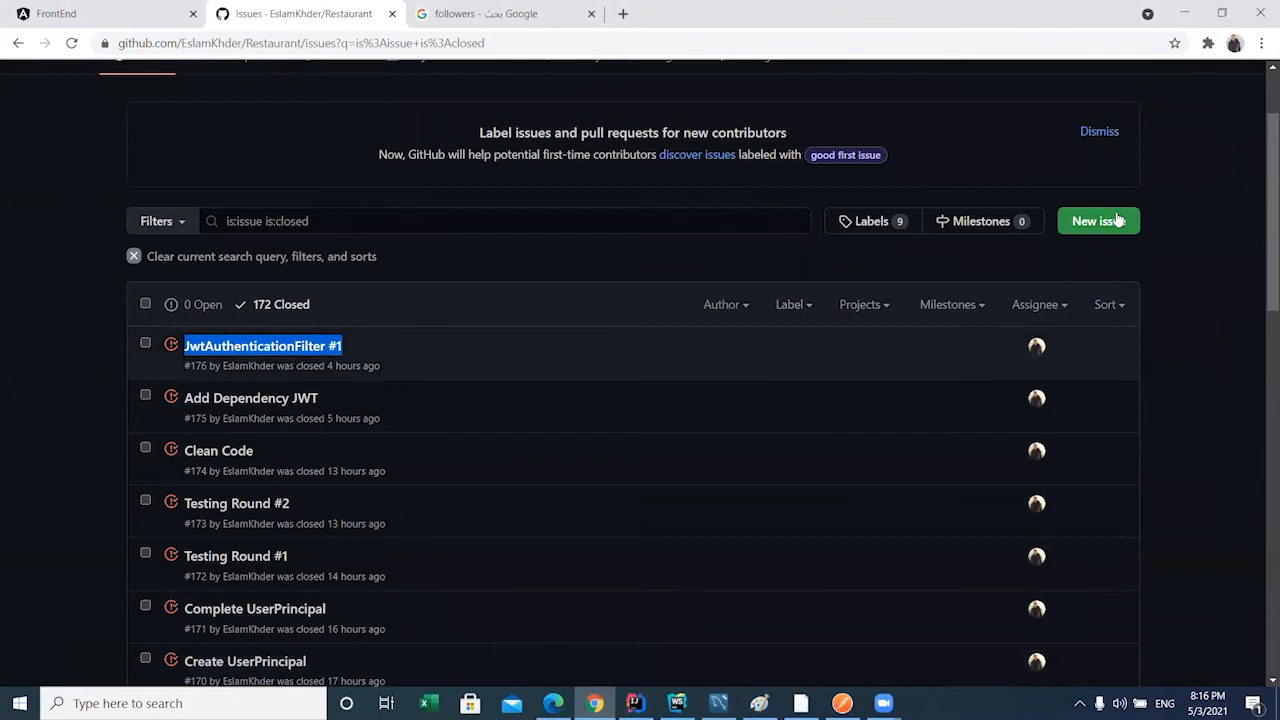 FrontEnd
Issues · EslamKhder/Restaurant
followers - بحث Google
github.com/EslamKhder/Restaurant/issues?q=is%3Aissue+is%3Aclosed
Label issues and pull requests for new contributors
Dismiss
Now, GitHub will help potential first-time contributors discover issues labeled with good first issue
Filters
is:issue is:closed
Labels 9
Milestones 0
New
Clear current search query, filters, and sorts
0 Open
172 Closed
Author
Label
Projects
Milestones
Assignee
Sort
JwtAuthenticationFilter #1
#176 by EslamKhder was closed 4 hours ago
Add Dependency JWT
#175 by EslamKhder was closed 5 hours ago
Clean Code
#174 by EslamKhder was closed 13 hours ago
Testing Round #2
#173 by EslamKhder was closed 13 hours ago
Testing Round #1
#172 by EslamKhder was closed 14 hours ago
Complete UserPrincipal
#171 by EslamKhder was closed 16 hours ago
Create UserPrincipal
#170 by EslamKhder was closed 17 hours ago
Type here to search
ENG
8:16 PM
5/3/2021